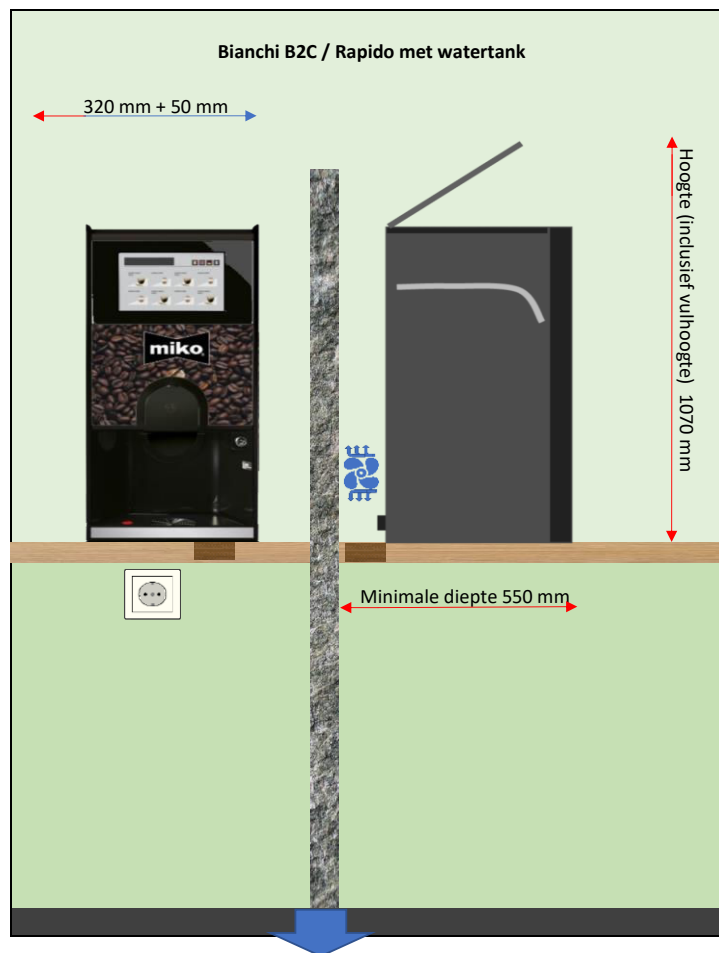 Bianchi B2C / Rapido met watertank
320 mm + 50 mm
Hoogte (inclusief vulhoogte) 1070 mm
miko
Minimale diepte 550 mm